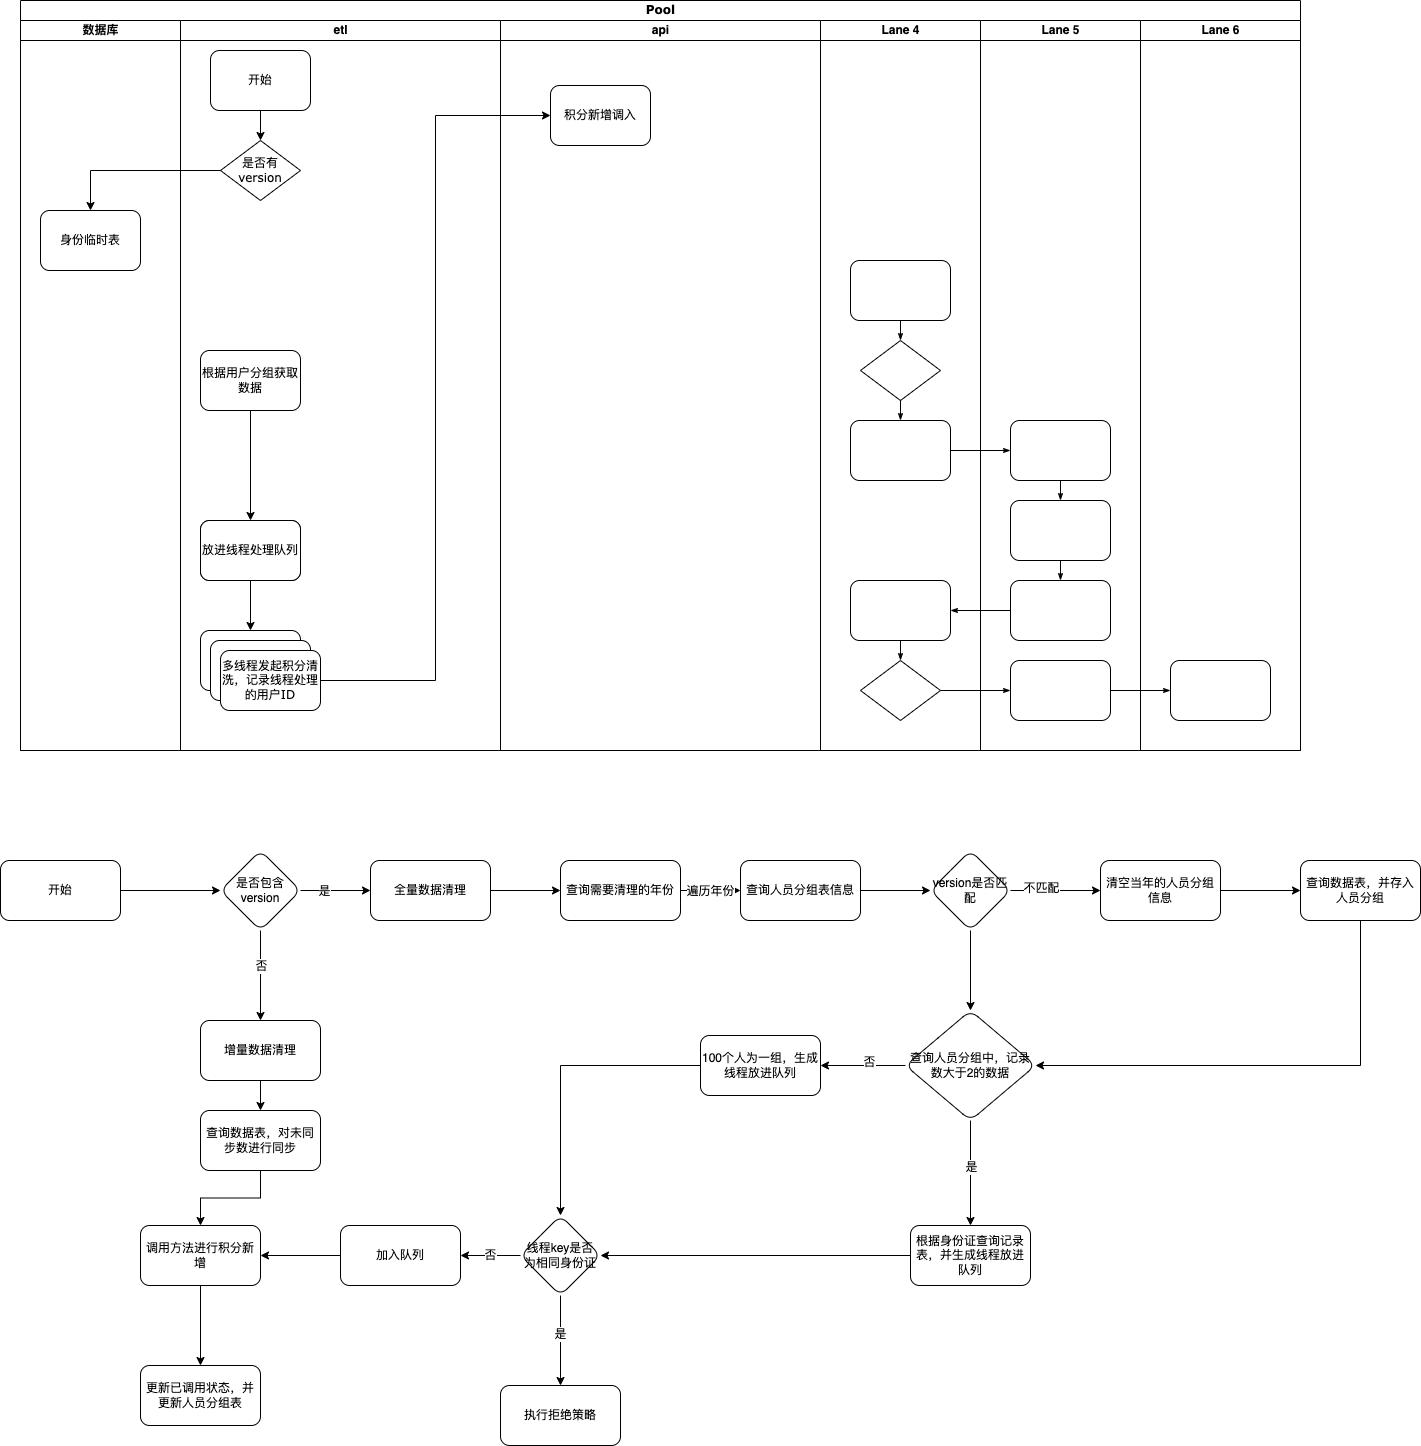 Pool
数据库
etl
api
Lane 4
Lane 5
Lane 6
开始
积分新增调入
是否有
version
身份临时表
根据用户分组获取
数据
放进线程处理队列
多线程发起积分清
洗，记录线程处理
的用户ID
开始
是否包含
version
是
全量数据清理
查询需要清理的年份
遍历年份
查询人员分组表信息
version是否匹
配
不匹配
清空当年的人员分组
信息
查询数据表，并存入
人员分组
否
增量数据清理
100个人为一组，生成
线程放进队列
否
查询人员分组中，记录
数大于2的数据
查询数据表，对未同
步数进行同步
是
调用方法进行积分新
增
加入队列
否
线程key是否
为相同身份证
根据身份证查询记录
表，并生成线程放进
队列
是
更新已调用状态，并
更新人员分组表
执行拒绝策略